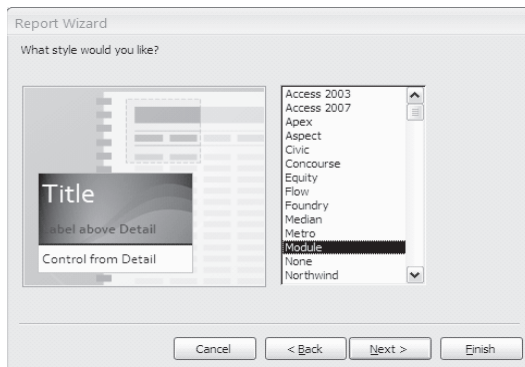 Report Wizard
What style would you like?
Title
Label above Detail
Control from Detail
Access 2003
Access 2007
Apex
Aspect
Civic
Concourse
Equity
Flow
Foundry
Median
Metro
Module
None
Northwind
Cancel
< Back
Next >
Finish